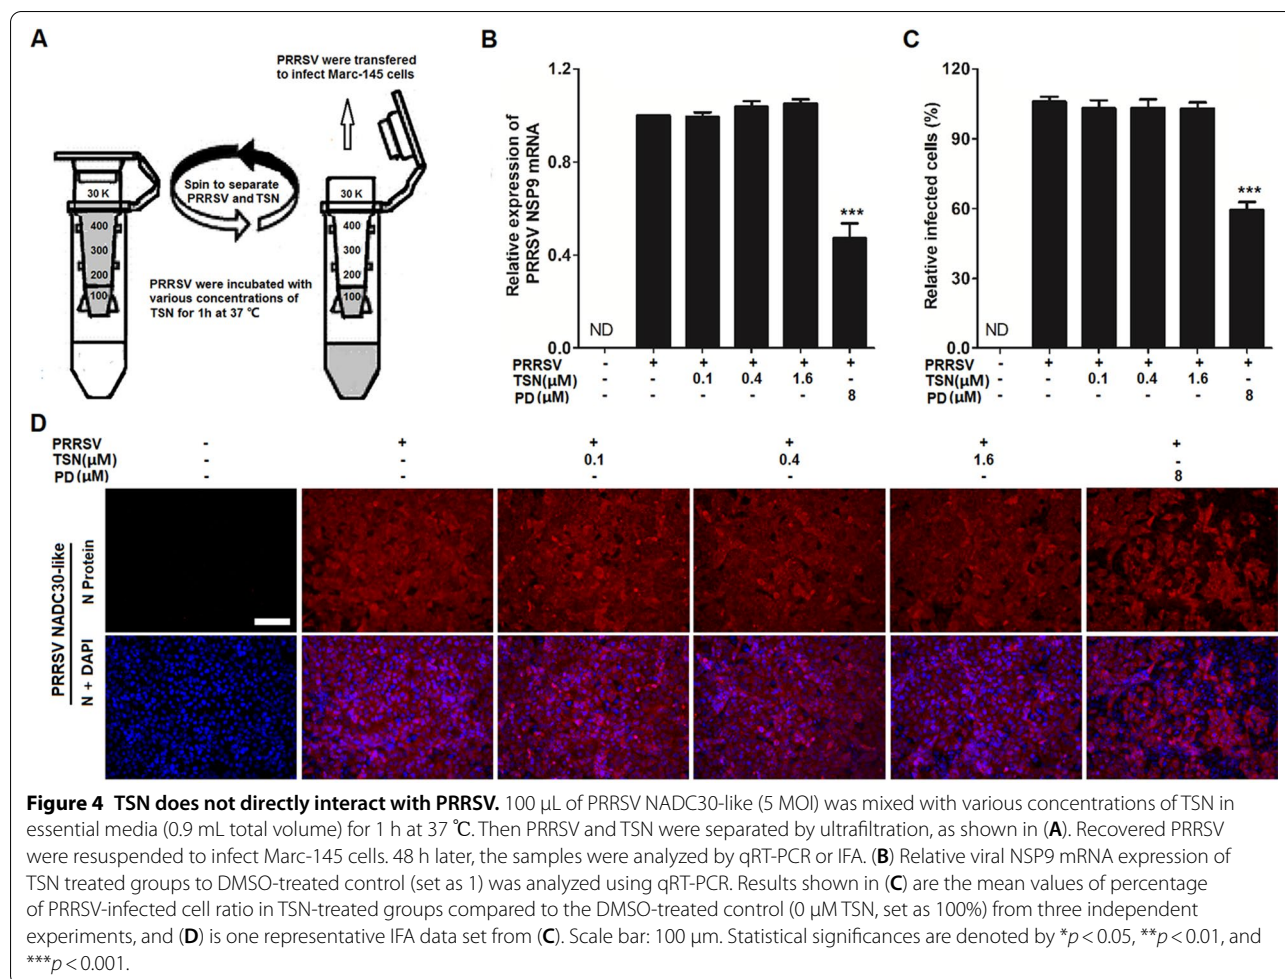 A
PRRSV were transfered
to infect Marc-145 cells
30 K
400
300
200
100
Spin to separate
PRRSV and TSN
PRRSV were incubated with
various concentrations of
TSN for 1h at 37 ℃
30 K
400
300
200
100
B
Relative expression of
PRRSV NSP9 mRNA
1.2
0.8
0.4
0.0
ND
***
PRRSV - + + + + +
TSN(μM) - - 0.1 0.4 1.6 -
PD(μM) - - - - - 8
C
Relative infected cells (%)
120
90
60
30
0.0
ND
***
PRRSV - + + + + +
TSN(μM) - - 0.1 0.4 1.6 -
PD(μM) - - - - - 8
D
PRRSV - + + + + +
TSN(μM) - - 0.1 0.4 1.6 -
PD(μM) - - - - - 8
PRRSV NADC30-like
N Protein
N + DAPI
Figure 4 TSN does not directly interact with PRRSV. 100 μL of PRRSV NADC30-like (5 MOI) was mixed with various concentrations of TSN in
essential media (0.9 mL total volume) for 1 h at 37 ℃. Then PRRSV and TSN were separated by ultrafiltration, as shown in (A). Recovered PRRSV
were resuspended to infect Marc-145 cells. 48 h later, the samples were analyzed by qRT-PCR or IFA. (B) Relative viral NSP9 mRNA expression of
TSN treated groups to DMSO-treated control (set as 1) was analyzed using qRT-PCR. Results shown in (C) are the mean values of percentage
of PRRSV-infected cell ratio in TSN-treated groups compared to the DMSO-treated control (0 μM TSN, set as 100%) from three independent
experiments, and (D) is one representative IFA data set from (C). Scale bar: 100 μm. Statistical significances are denoted by *p < 0.05, **p < 0.01, and
***p < 0.001.